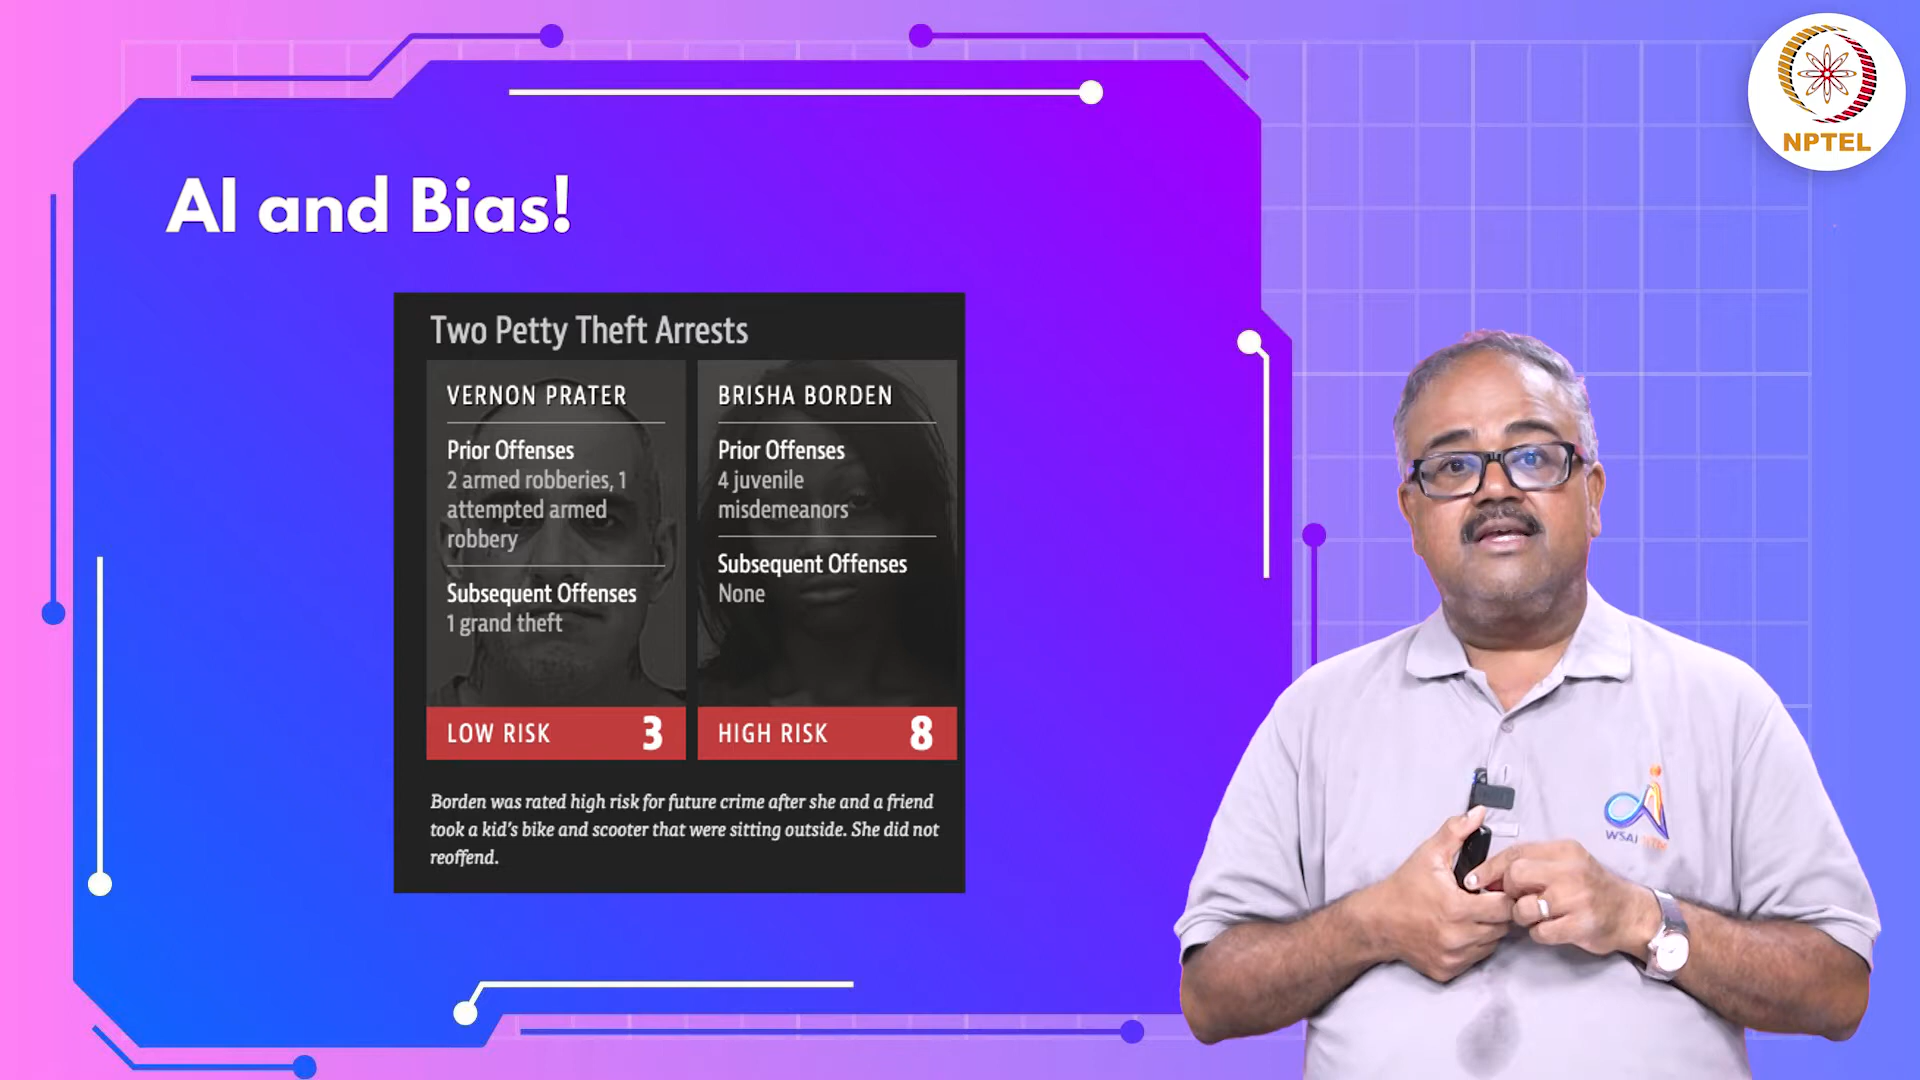 NPTEL
AI and Bias!
Two Petty Theft Arrests
VERNON PRATER
Prior Offenses
2 armed robberies, 1
attempted armed
robbery
Subsequent Offenses
1 grand theft
LOW RISK 3
BRISHA BORDEN
Prior Offenses
4 juvenile
misdemeanors
Subsequent Offenses
None
HIGH RISK 8
Borden was rated high risk for future crime after she and a friend
took a kid's bike and scooter that were sitting outside. She did not
reoffend.
WSAI IITM